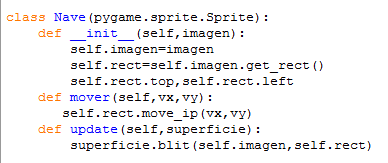 class Nave(pygame.sprite.Sprite):
    def __init__(self,imagen):
        self.imagen=imagen
        self.rect=self.imagen.get_rect()
        self.rect.top,self.rect.left
    def mover(self,vx,vy):
       self.rect.move_ip(vx,vy)
    def update(self,superficie):
        superficie.blit(self.imagen,self.rect)